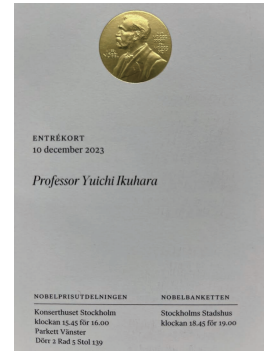 ENTRÉKORT
10 december 2023
Professor Yuichi Ikuhara
NOBELPRISUTDELNINGEN
Konserthuset Stockholm
klockan 15.45 för 16.00
Parkett Vänster
Dörr 2 Rad 5 Stol 139
NOBELBANKETTEN
Stockholms Stadshus
klockan 18.45 för 19.00